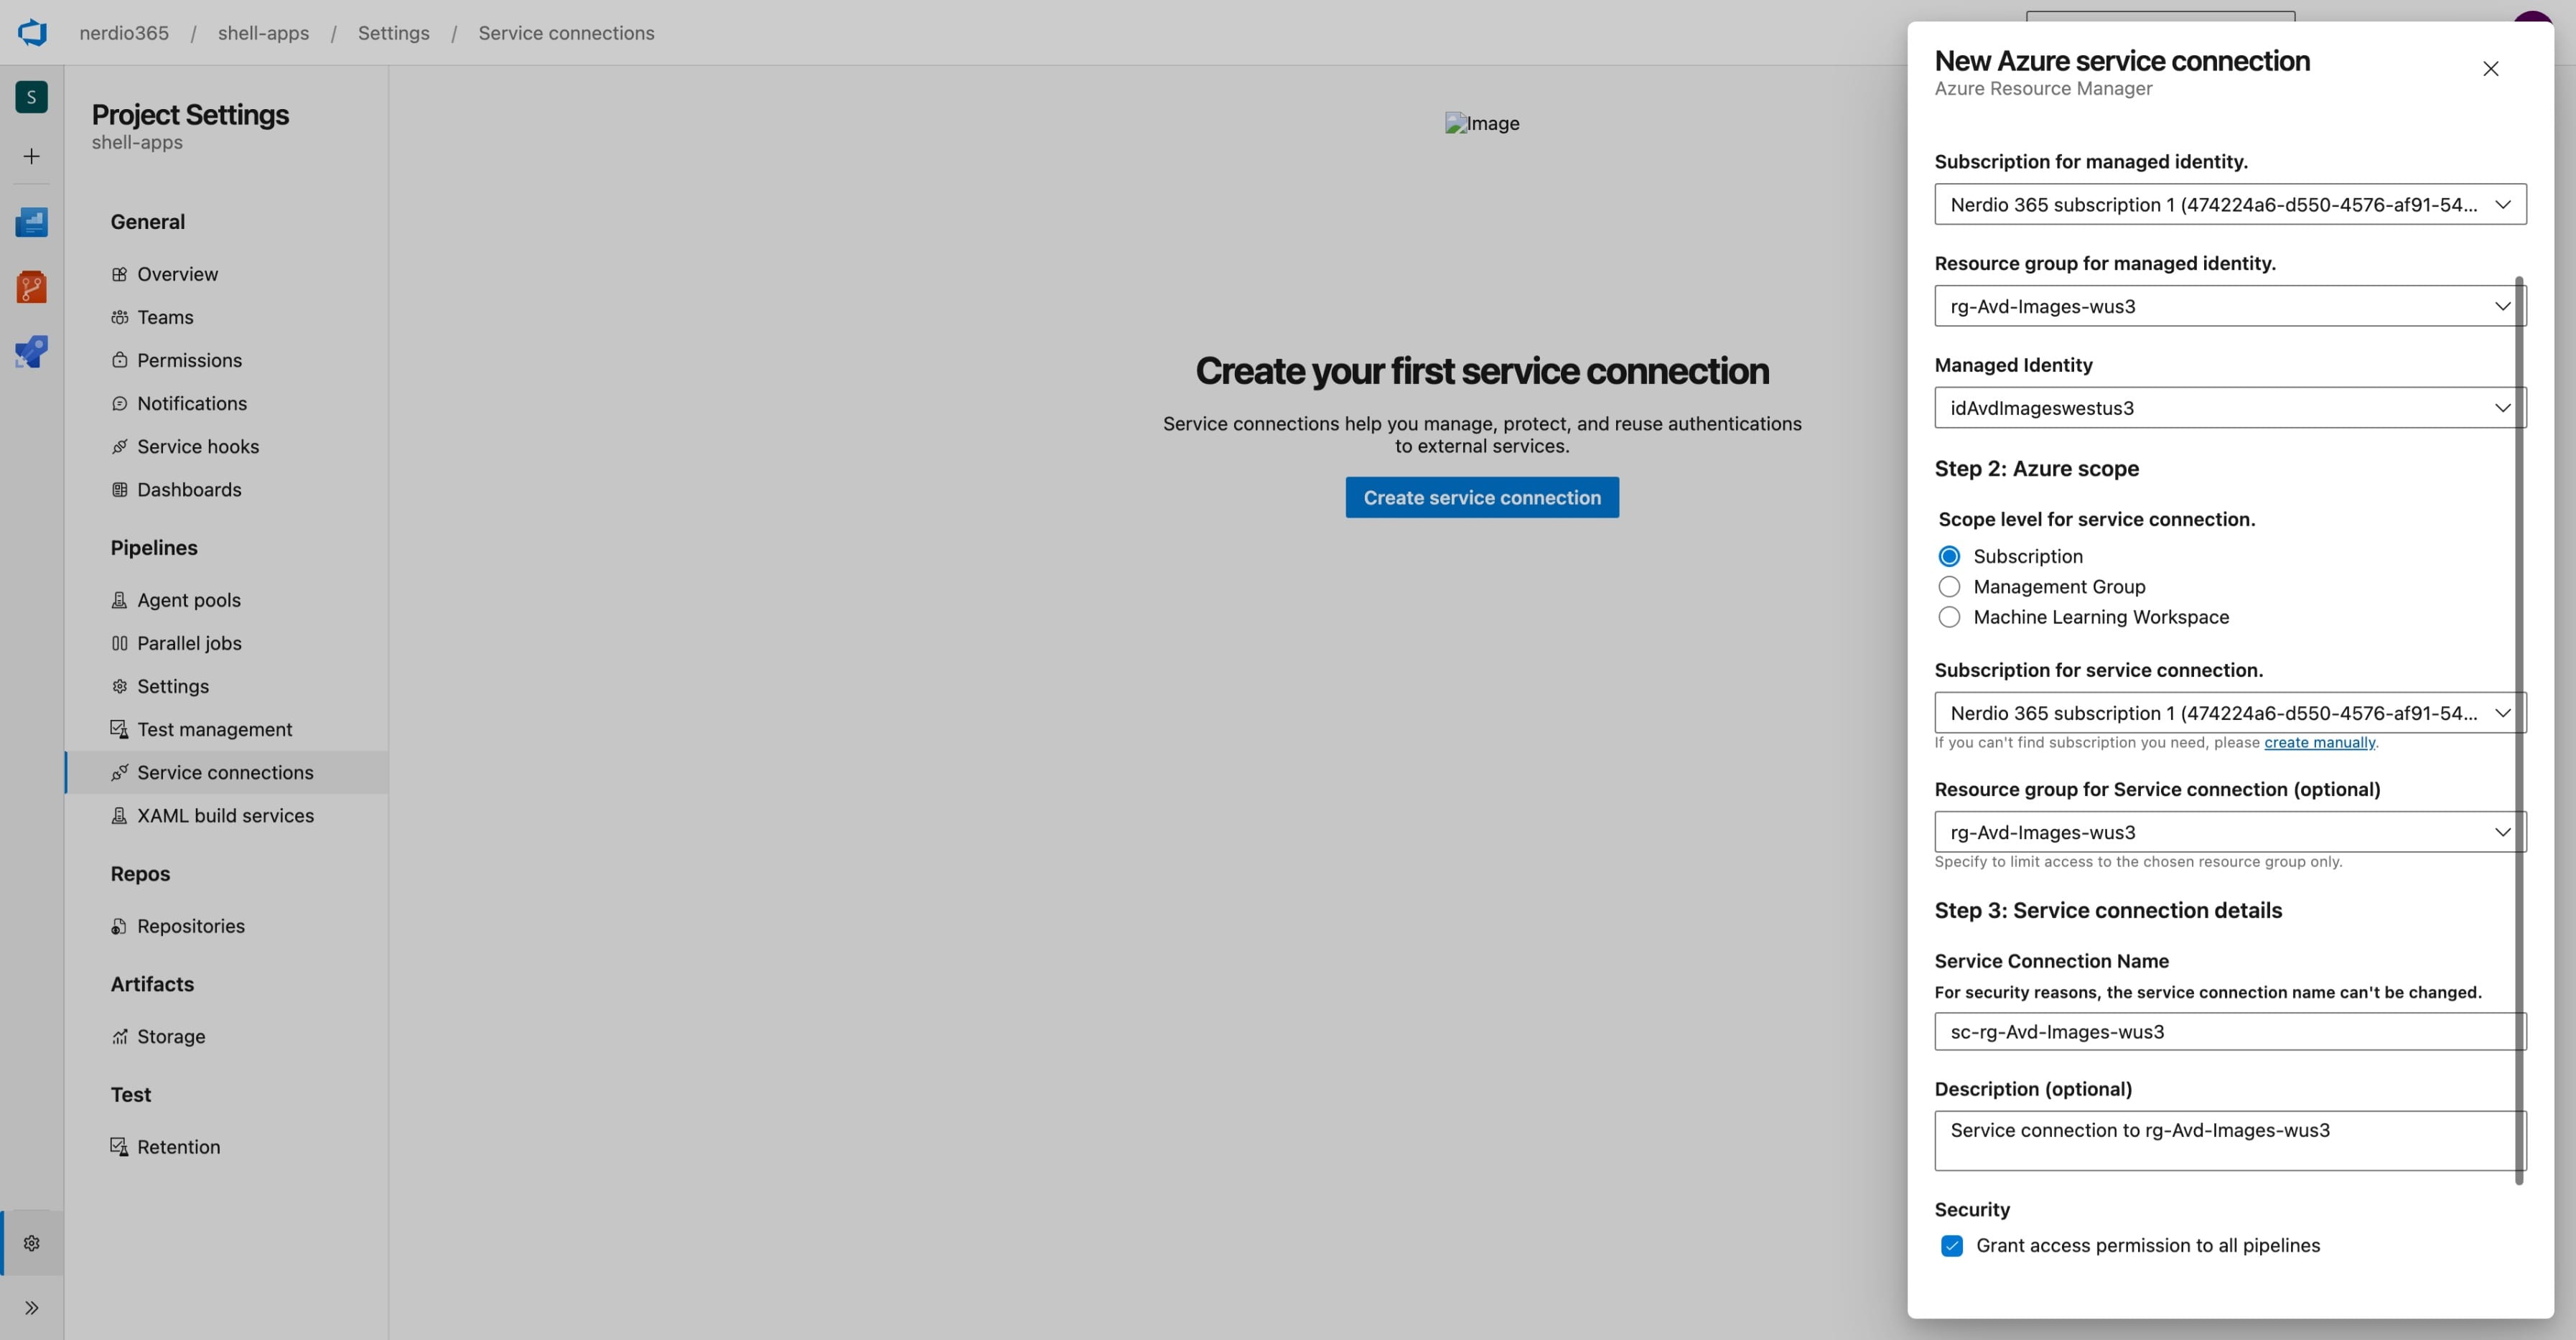 nerdio365 / shell-apps / Settings / Service connections
S
Project Settings
shell-apps
General
Overview
Teams
Permissions
Notifications
Service hooks
Dashboards
Pipelines
Agent pools
Parallel jobs
Settings
Test management
Service connections
XAML build services
Repos
Repositories
Artifacts
Storage
Test
Retention
Image
Create your first service connection
Service connections help you manage, protect, and reuse authentications
to external services.
Create service connection
New Azure service connection
Azure Resource Manager
Subscription for managed identity.
Nerdio 365 subscription 1 (474224a6-d550-4576-af91-54...
Resource group for managed identity.
rg-Avd-Images-wus3
Managed Identity
idAvdImageswestus3
Step 2: Azure scope
Scope level for service connection.
Subscription
Management Group
Machine Learning Workspace
Subscription for service connection.
Nerdio 365 subscription 1 (474224a6-d550-4576-af91-54...
If you can't find subscription you need, please create manually.
Resource group for Service connection (optional)
rg-Avd-Images-wus3
Specify to limit access to the chosen resource group only.
Step 3: Service connection details
Service Connection Name
For security reasons, the service connection name can't be changed.
sc-rg-Avd-Images-wus3
Description (optional)
Service connection to rg-Avd-Images-wus3
Security
Grant access permission to all pipelines